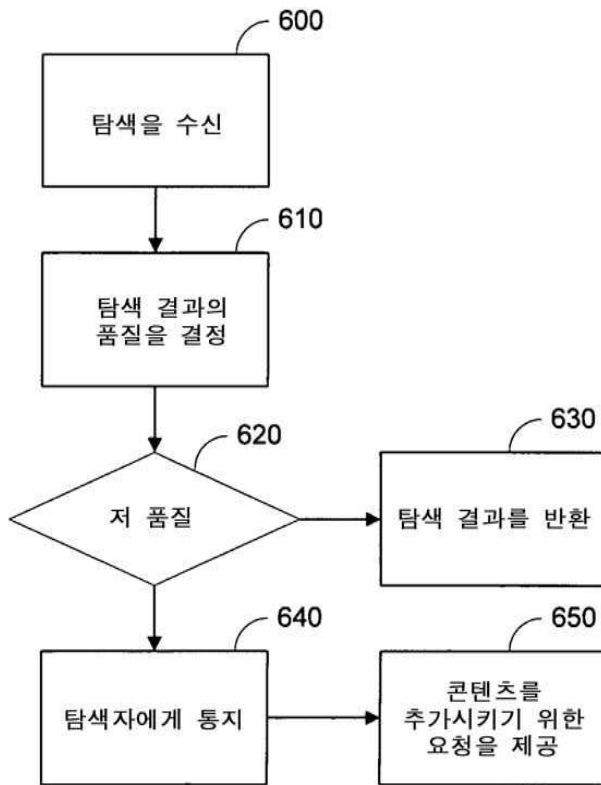 600
탐색을 수신
610
탐색 결과의
품질을 결정
620
저 품질
630
탐색 결과를 반환
640
탐색자에게 통지
650
콘텐츠를
추가시키기 위한
요청을 제공